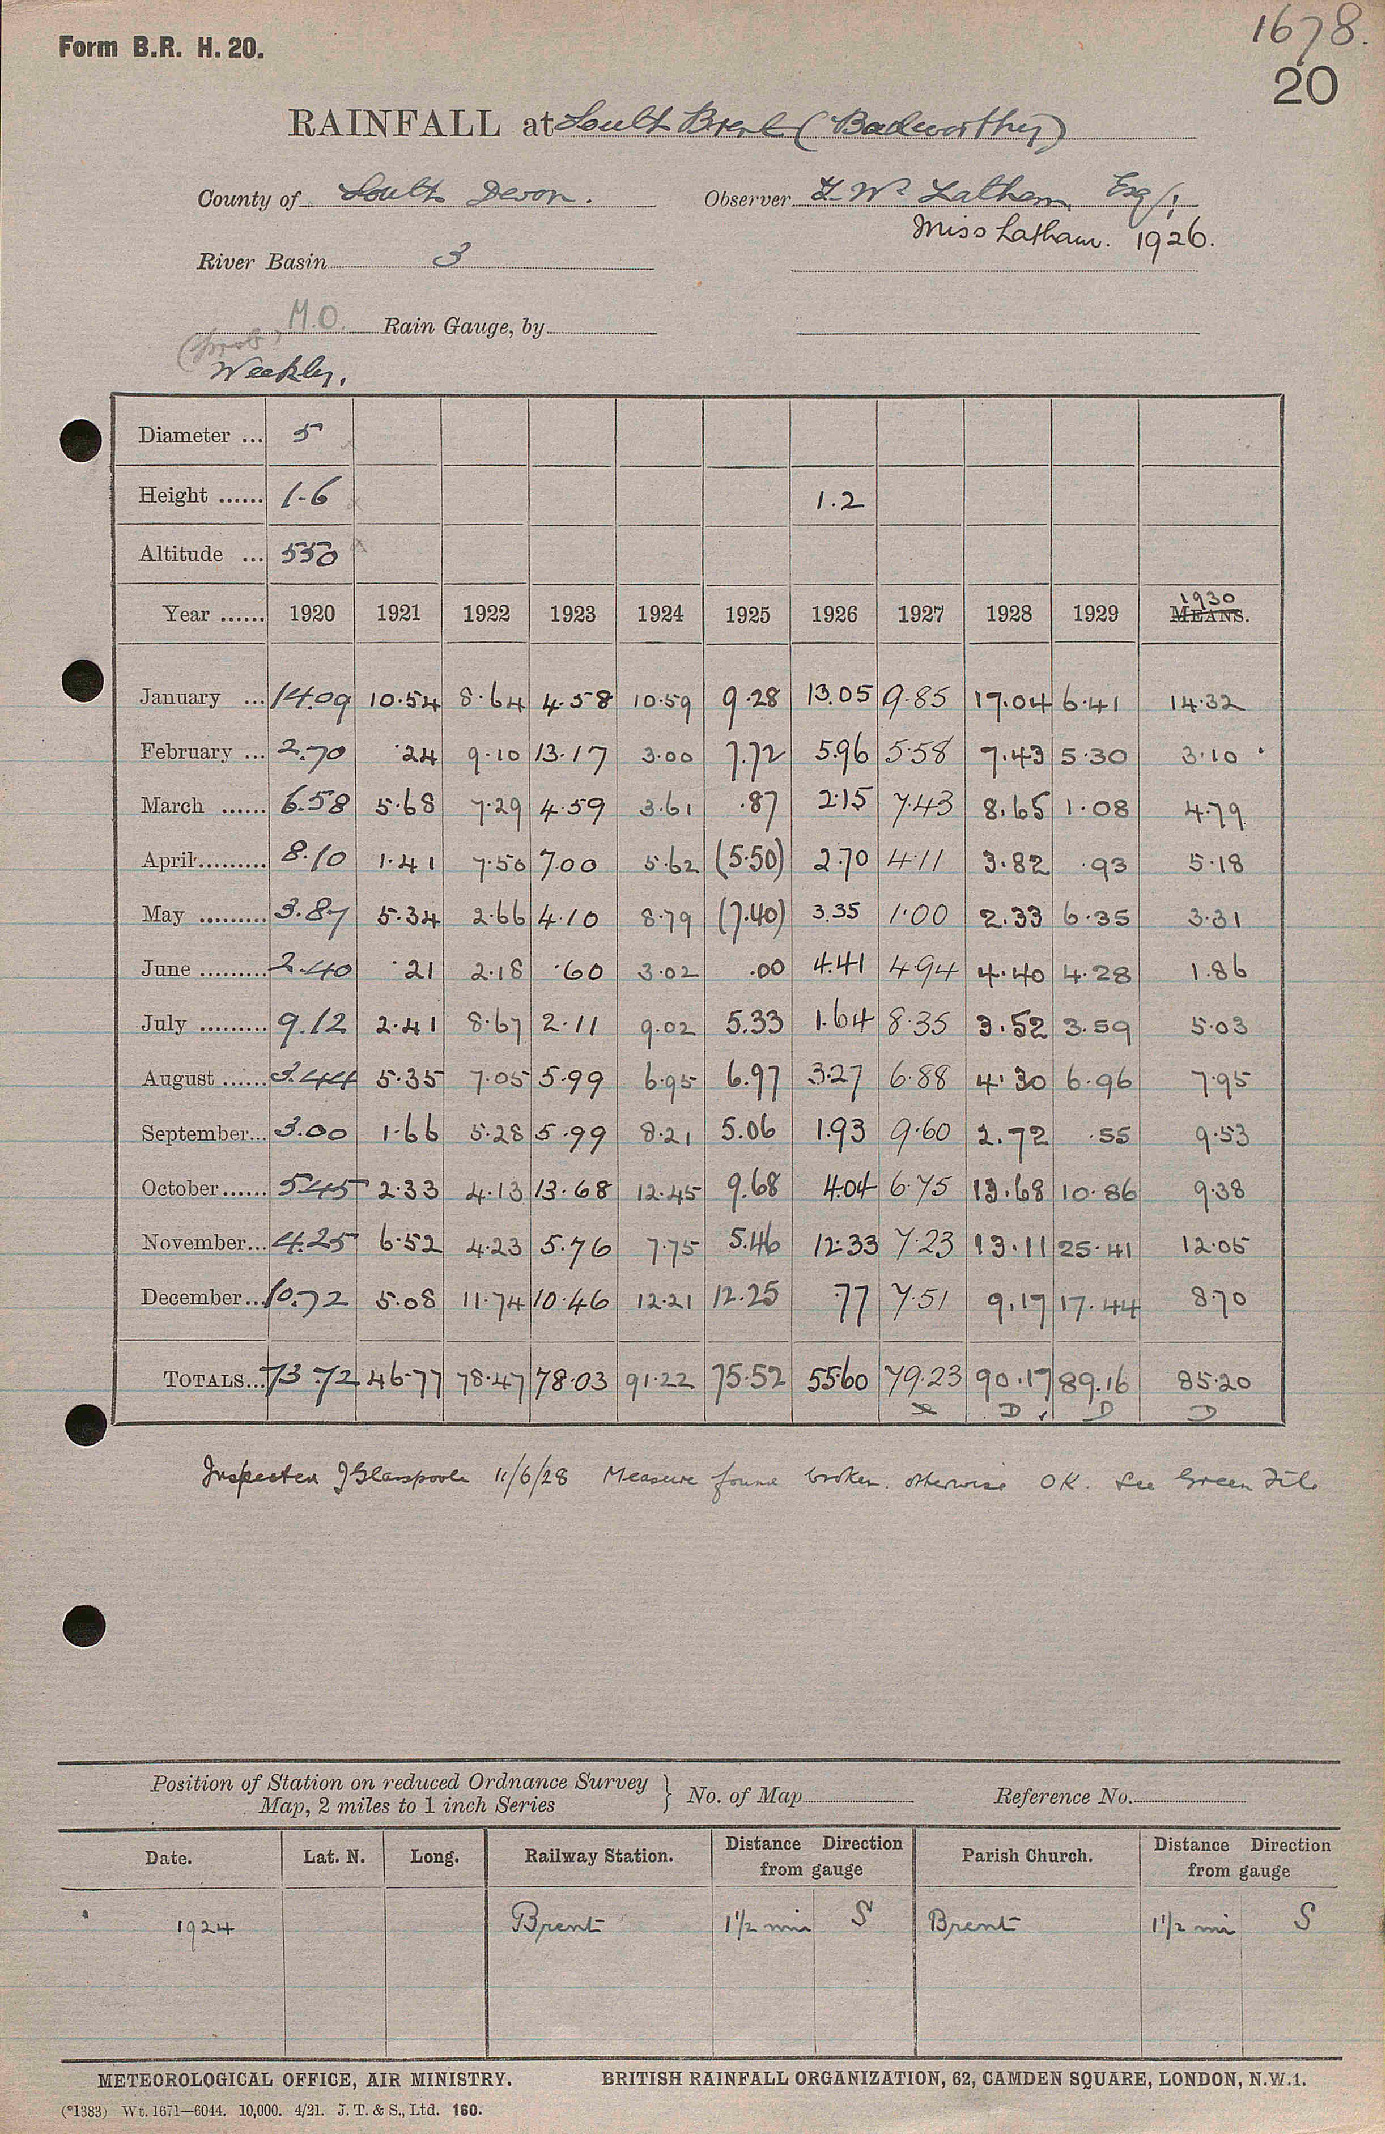 1678.
Form B.R. H. 20.
20
RAINFALL at South Brent (Badworthy)
County of South Devon. Observer F. Wm Latham Esq/;
Miss Latham. 1926.
River Basin 3
M.O. Rain Gauge, by
Weekly.
Diameter ... 5
Height ...... 1-6 1.2
Altitude ... 550
Year ...... 1920 1921 1922 1923 1924 1925 1926 1927 1928 1929 1930 MEANS.
January ... 14.09 10.54 8.64 4.58 10.59 9.28 13.05 9.85 17.04 6.41 14.32
February ... 2.70 .24 9.10 13.17 3.00 7.72 5.96 5.58 7.43 5.30 3.10
March ...... 6.58 5.68 7.29 4.59 3.61 .87 2.15 7.43 8.65 1.08 4.79
April......... 8.10 1.41 7.50 7.00 5.62 (5.50) 2.70 4.11 3.82 .93 5.18
May ......... 3.87 5.34 2.66 4.10 8.79 (7.40) 3.35 1.00 2.33 6.35 3.31
June ......... 2.40 .21 2.18 .60 3.02 .00 4.41 4.94 4.40 4.28 1.86
July ......... 9.12 2.41 8.67 2.11 9.02 5.33 1.64 8.35 3.52 3.59 5.03
August ...... 3.44 5.35 7.05 5.99 6.95 6.97 3.27 6.88 4.30 6.96 7.95
September... 3.00 1.66 5.28 5.99 8.21 5.06 1.93 9.60 2.72 .55 9.53
October...... 5.45 2.33 4.13 13.68 12.45 9.68 4.04 6.75 13.68 10.86 9.38
November... 4.25 6.52 4.23 5.76 7.75 5.46 12.33 7.23 13.11 25.41 12.05
December... 10.72 5.08 11.74 10.46 12.21 12.25 .77 7.51 9.17 17.44 8.70
TOTALS... 73.72 46.77 78.47 78.03 91.22 75.52 55.60 79.23 90.17 89.16 85.20
D D D
Inspected J Glasspoole 11/6/28 Measure found broken. otherwise OK. See Green File
Position of Station on reduced Ordnance Survey
Map, 2 miles to 1 inch Series } No. of Map Reference No.
Date. Lat. N. Long. Railway Station. Distance Direction from gauge Parish Church. Distance Direction from gauge
1924 Brent 1½ mi S Brent 1½ mi S
METEOROLOGICAL OFFICE, AIR MINISTRY. BRITISH RAINFALL ORGANIZATION, 62, CAMDEN SQUARE, LONDON, N.W.1.
(*1383) Wt. 1671—6044. 10,000. 4/21. J. T. & S., Ltd. 160.